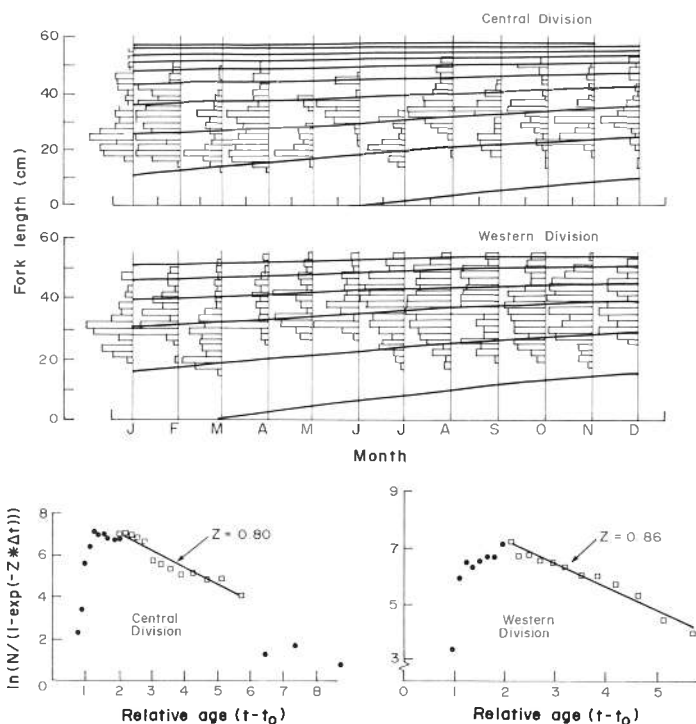 Central Division
60
40
20
0
Fork length (cm)
Western Division
60
40
20
0
J F M A M J J A S O N D
Month
ln(N/(1-exp(-Z*Δt)))
8
6
4
2
0
Z = 0.80
Central
Division
1 2 3 4 5 6 7 8
Relative age (t-t₀)
9
7
5
3
Z = 0.86
Western
Division
0 1 2 3 4 5
Relative age (t-t₀)